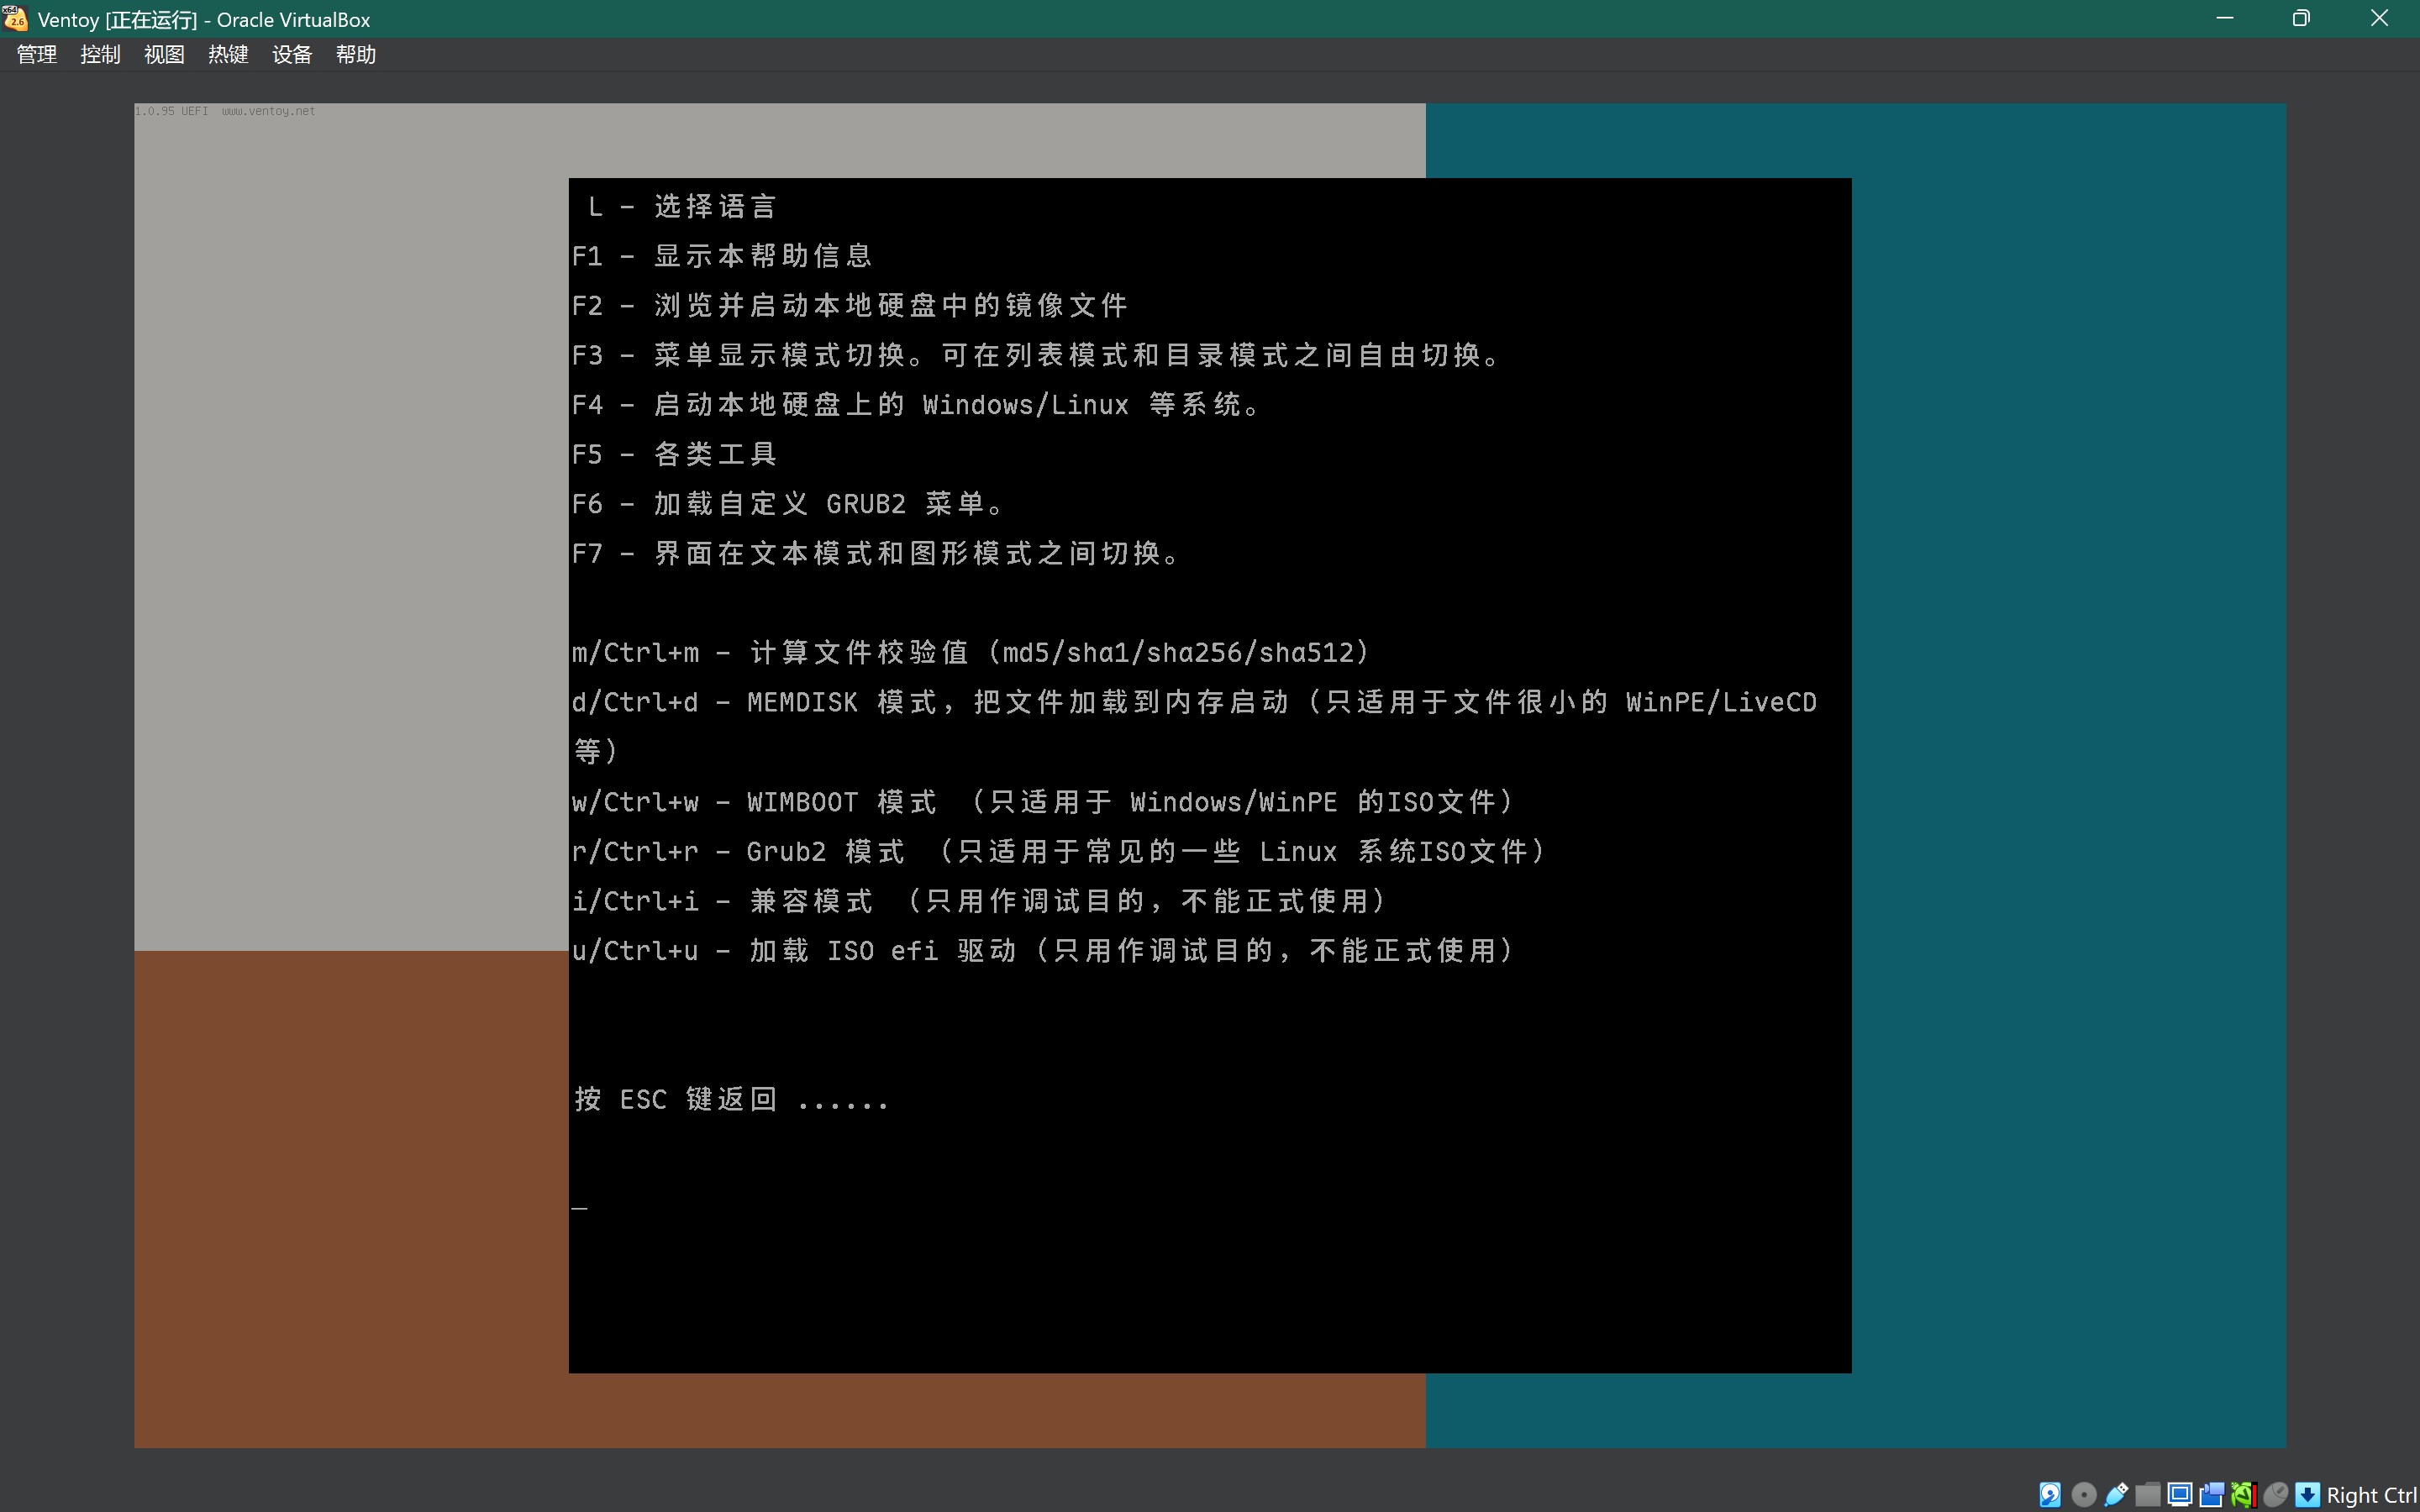 Ventoy [正在运行] - Oracle VirtualBox
管理 控制 视图 热键 设备 帮助
1.0.95 UEFI www.ventoy.net
L - 选择语言
F1 - 显示本帮助信息
F2 - 浏览并启动本地硬盘中的镜像文件
F3 - 菜单显示模式切换。可在列表模式和目录模式之间自由切换。
F4 - 启动本地硬盘上的 Windows/Linux 等系统。
F5 - 各类工具
F6 - 加载自定义 GRUB2 菜单。
F7 - 界面在文本模式和图形模式之间切换。
m/Ctrl+m - 计算文件校验值（md5/sha1/sha256/sha512）
d/Ctrl+d - MEMDISK 模式，把文件加载到内存启动（只适用于文件很小的 WinPE/LiveCD
等）
w/Ctrl+w - WIMBOOT 模式 （只适用于 Windows/WinPE 的ISO文件）
r/Ctrl+r - Grub2 模式 （只适用于常见的一些 Linux 系统ISO文件）
i/Ctrl+i - 兼容模式 （只用作调试目的，不能正式使用）
u/Ctrl+u - 加载 ISO efi 驱动（只用作调试目的，不能正式使用）
按 ESC 键返回 ......
Right Ctrl